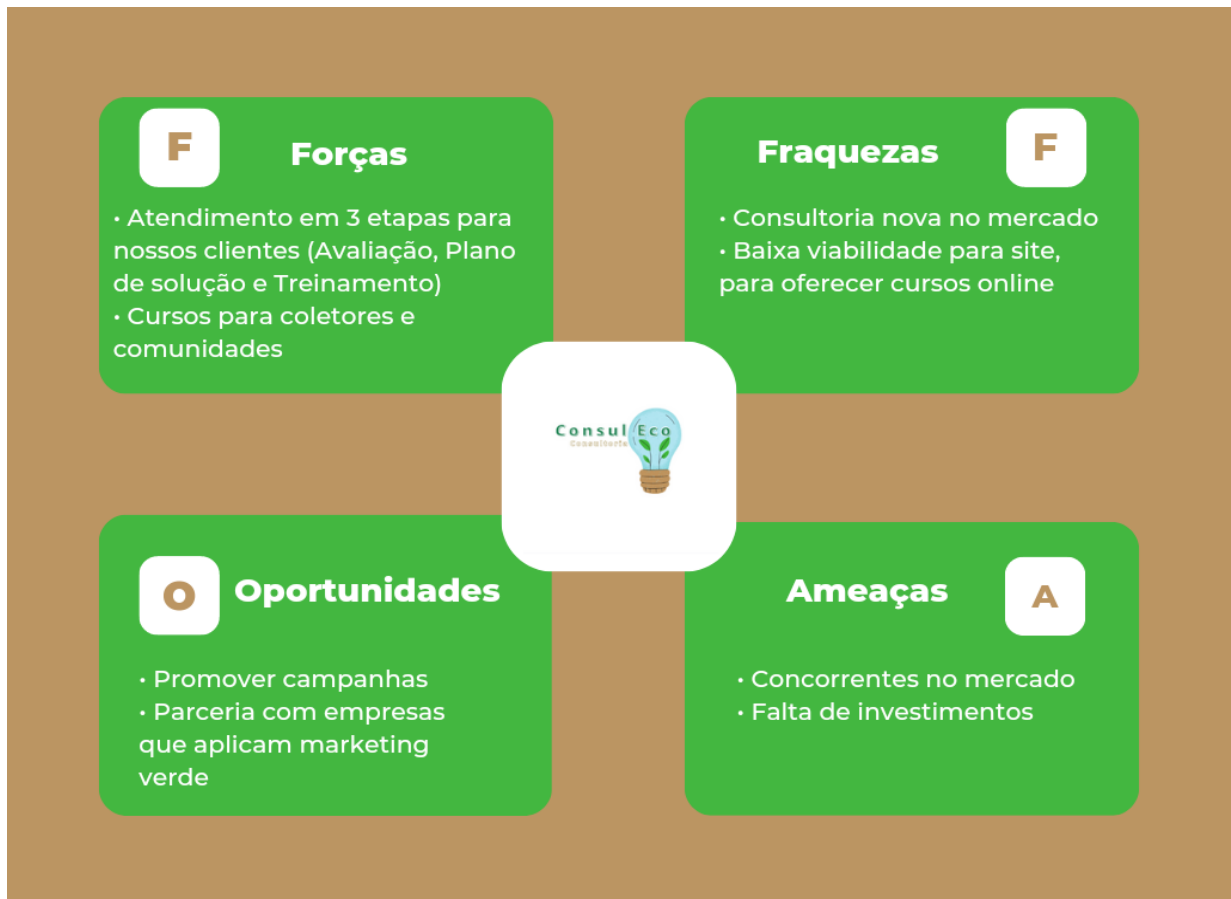 F
Forças
• Atendimento em 3 etapas para
nossos clientes (Avaliação, Plano
de solução e Treinamento)
• Cursos para coletores e
comunidades
Fraquezas
F
• Consultoria nova no mercado
• Baixa viabilidade para site,
para oferecer cursos online
Consul Eco
Consultoria
O
Oportunidades
• Promover campanhas
• Parceria com empresas
que aplicam marketing
verde
Ameaças
A
• Concorrentes no mercado
• Falta de investimentos